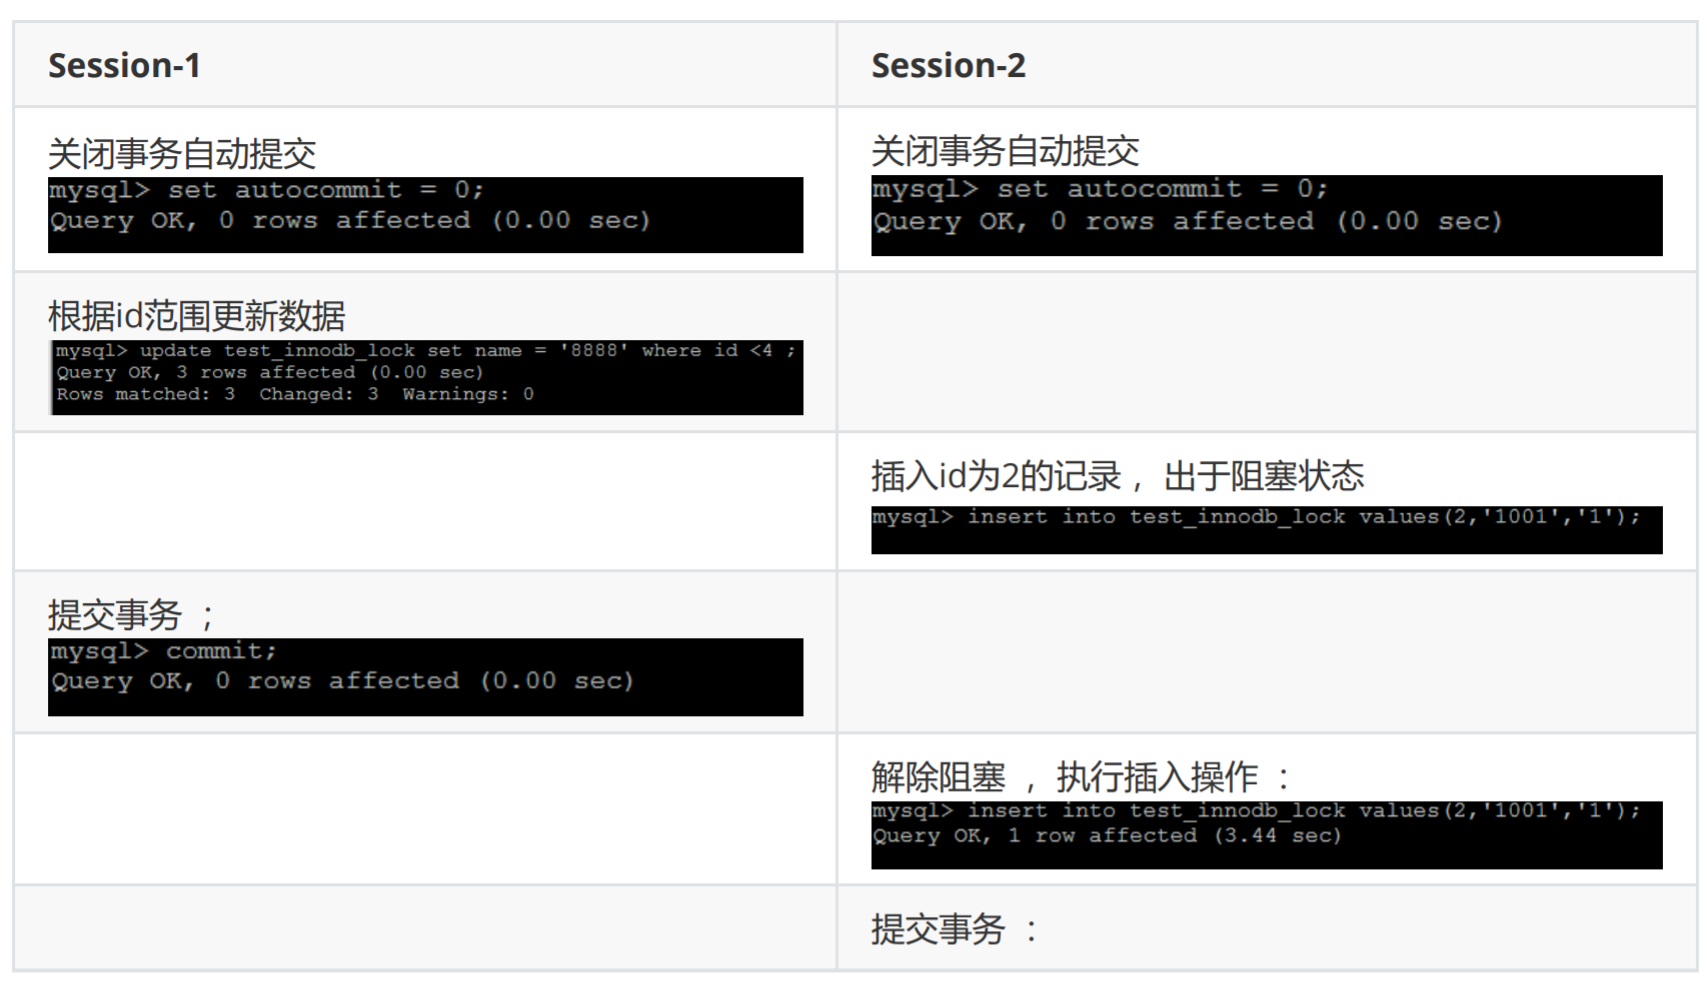 Session-1
Session-2
关闭事务自动提交
mysql> set autocommit = 0;
Query OK, 0 rows affected (0.00 sec)
关闭事务自动提交
mysql> set autocommit = 0;
Query OK, 0 rows affected (0.00 sec)
根据id范围更新数据
mysql> update test_innodb_lock set name = '8888' where id <4 ;
Query OK, 3 rows affected (0.00 sec)
Rows matched: 3  Changed: 3  Warnings: 0
插入id为2的记录， 出于阻塞状态
mysql> insert into test_innodb_lock values(2,'1001','1');
提交事务 ；
mysql> commit;
Query OK, 0 rows affected (0.00 sec)
解除阻塞 ， 执行插入操作 ：
mysql> insert into test_innodb_lock values(2,'1001','1');
Query OK, 1 row affected (3.44 sec)
提交事务 ：